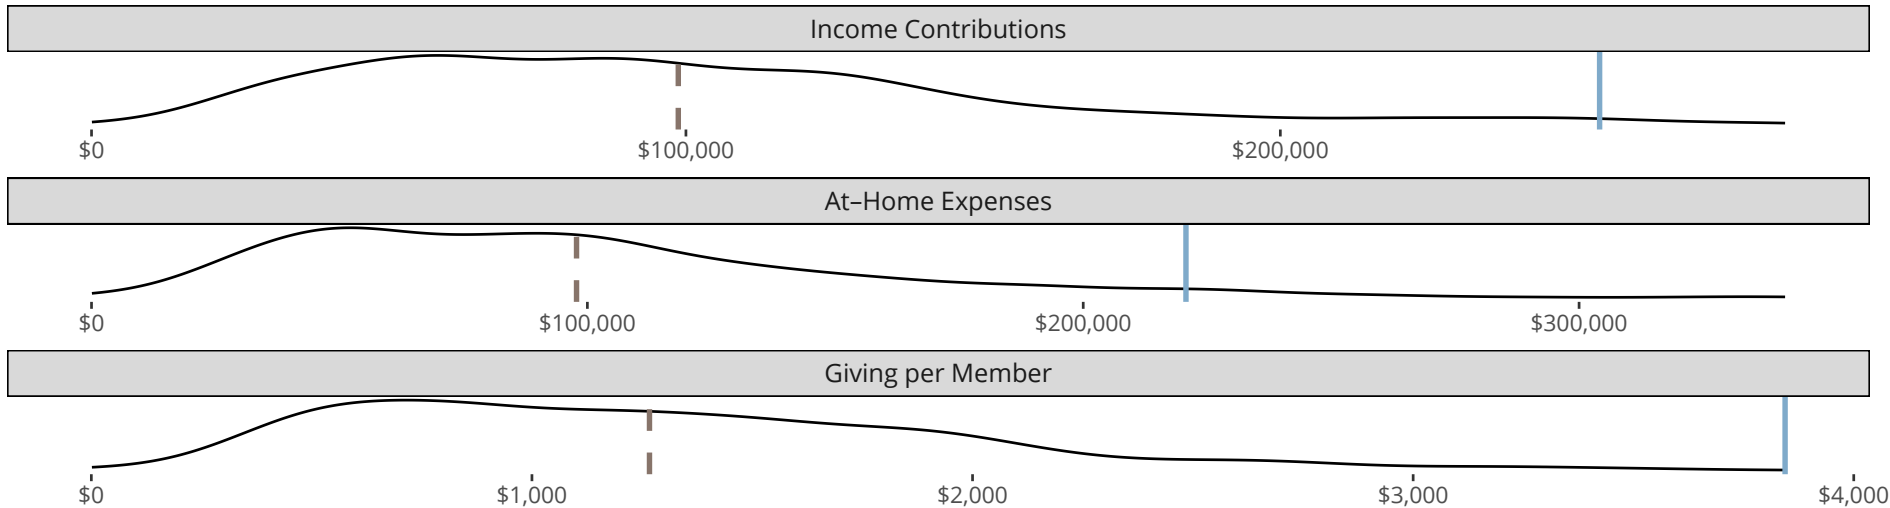 Income Contributions
$0 $100,000 $200,000
At–Home Expenses
$0 $100,000 $200,000 $300,000
Giving per Member
$0 $1,000 $2,000 $3,000 $4,000